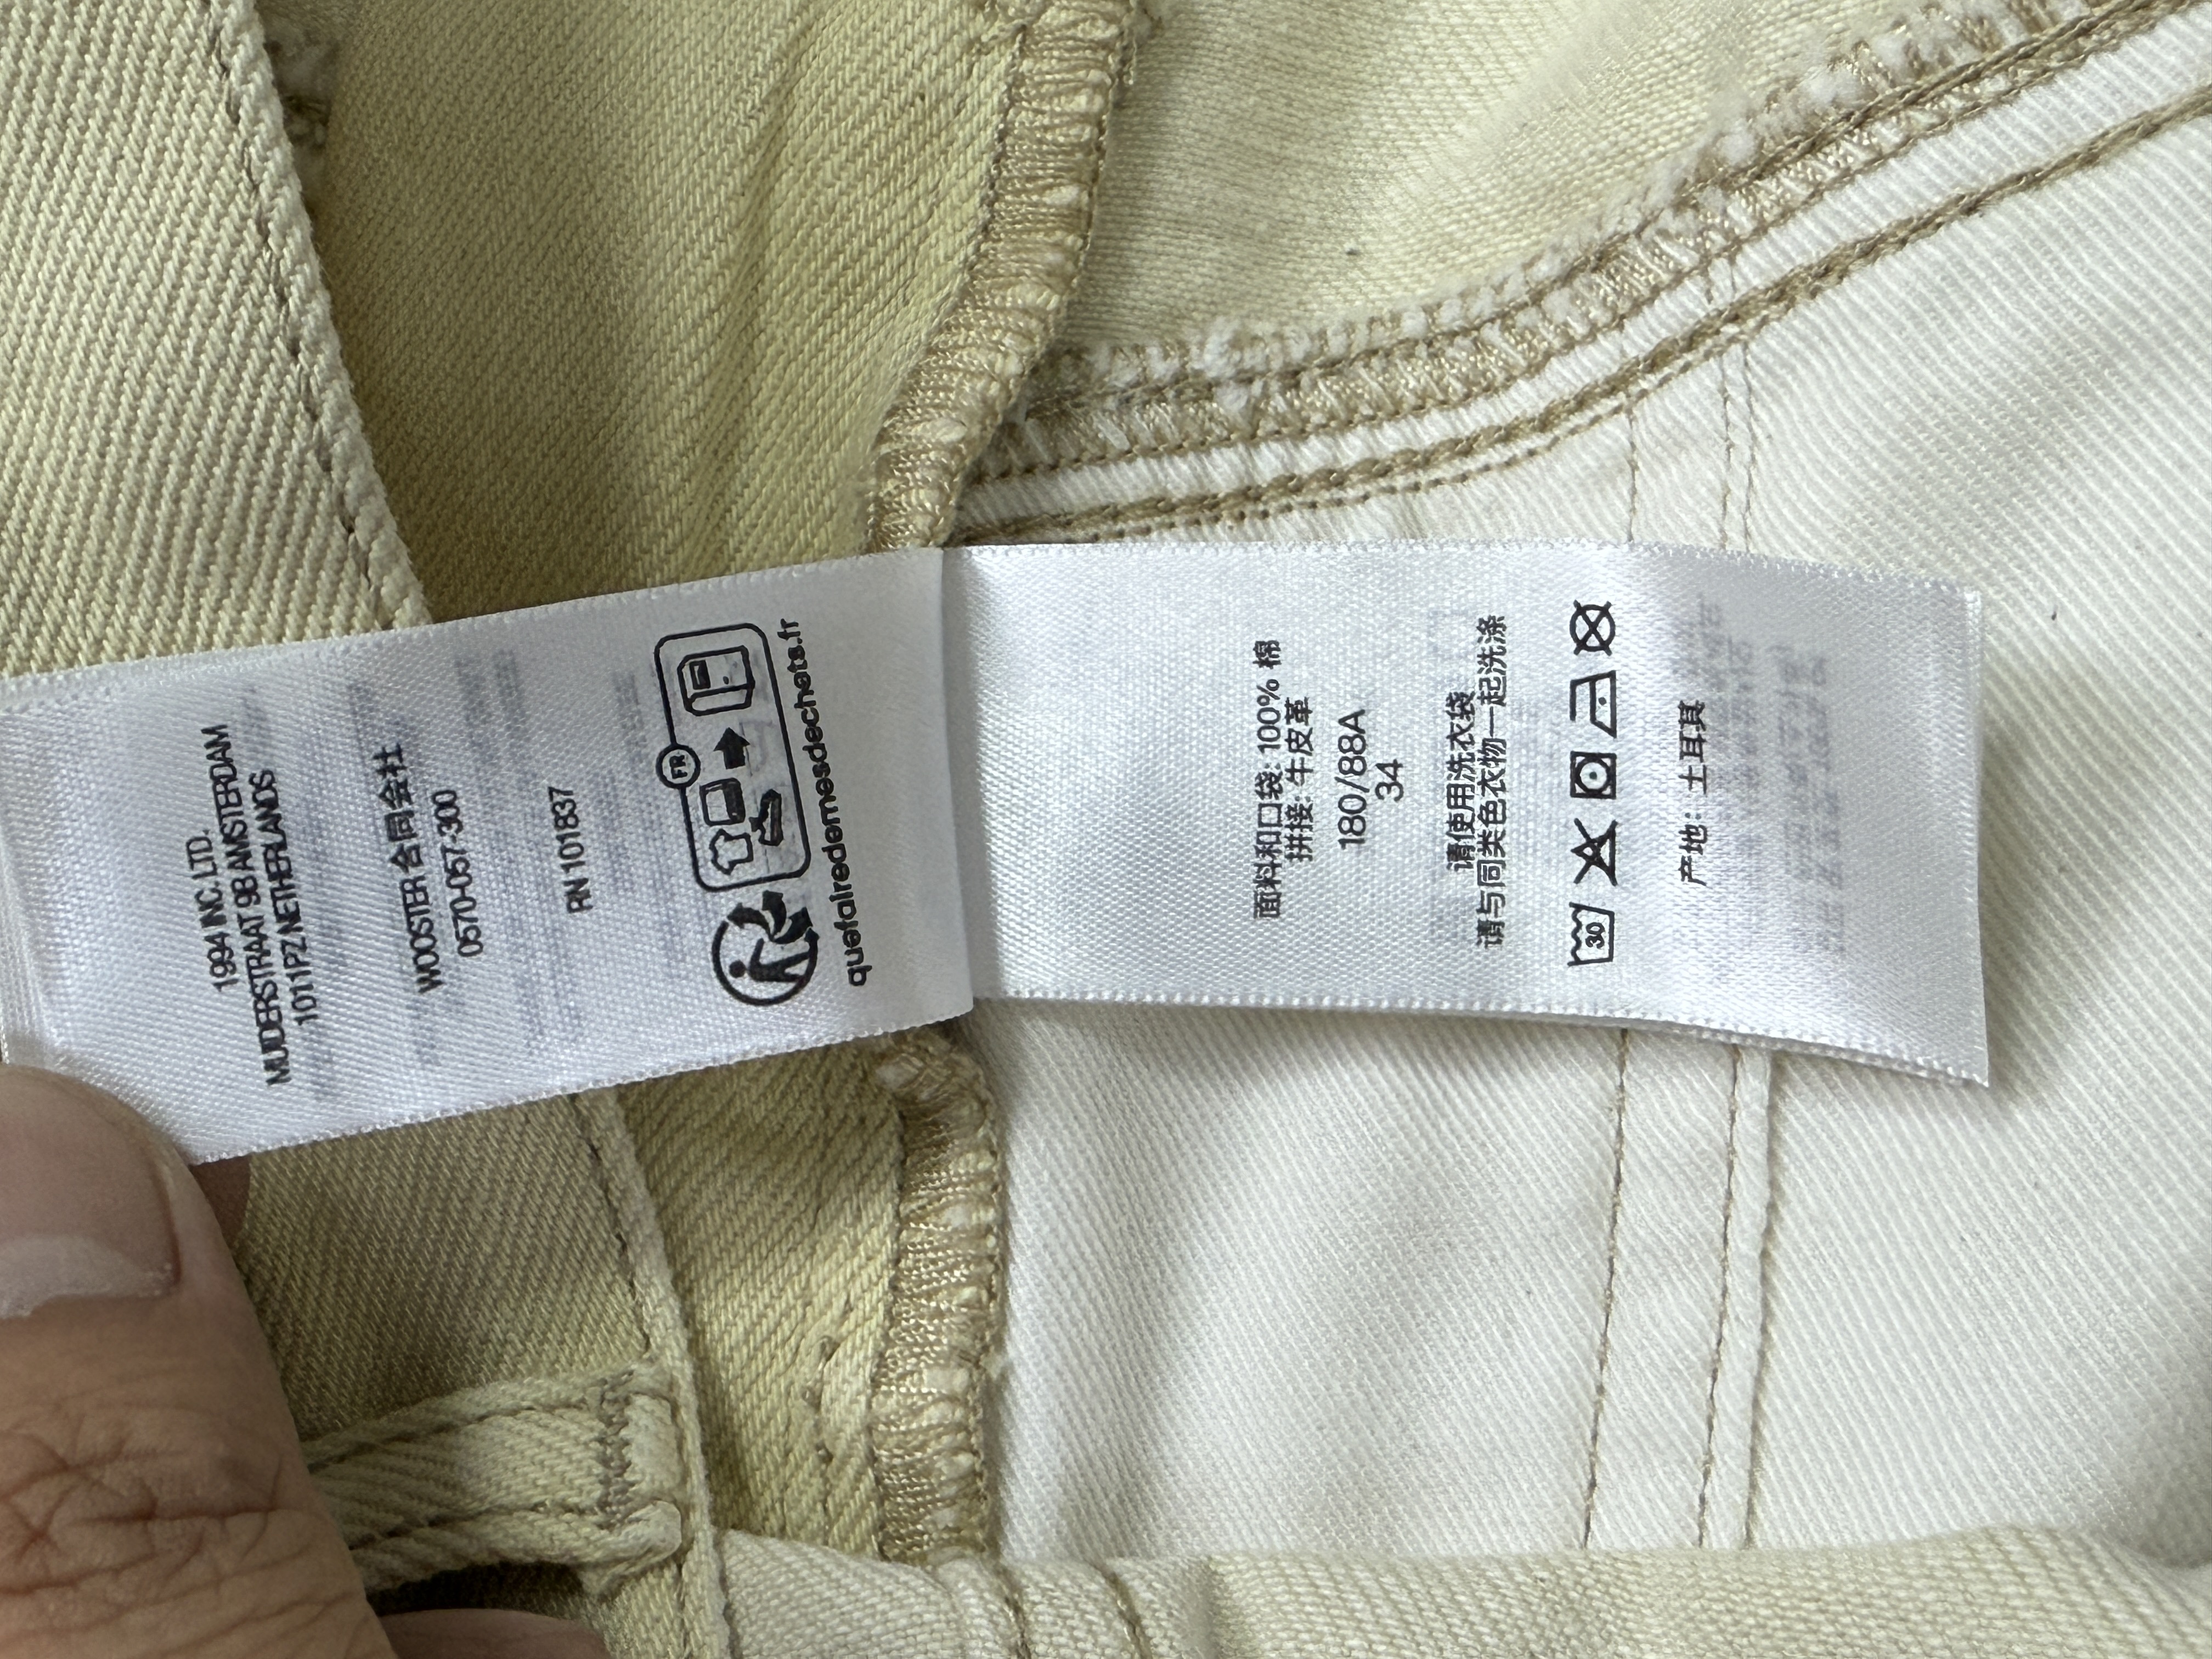 1994 INC. LTD.
MUIDERSTRAAT 9B AMSTERDAM
1011PZ NETHERLANDS
WOOSTER 合同会社
0570-057-300
RN 101837
FR
quefairedemesdechets.fr
面料和口袋: 100% 棉
拼接: 牛皮革
180/88A
34
请使用洗衣袋
请与同类色衣物一起洗涤
30
产地: 土耳其